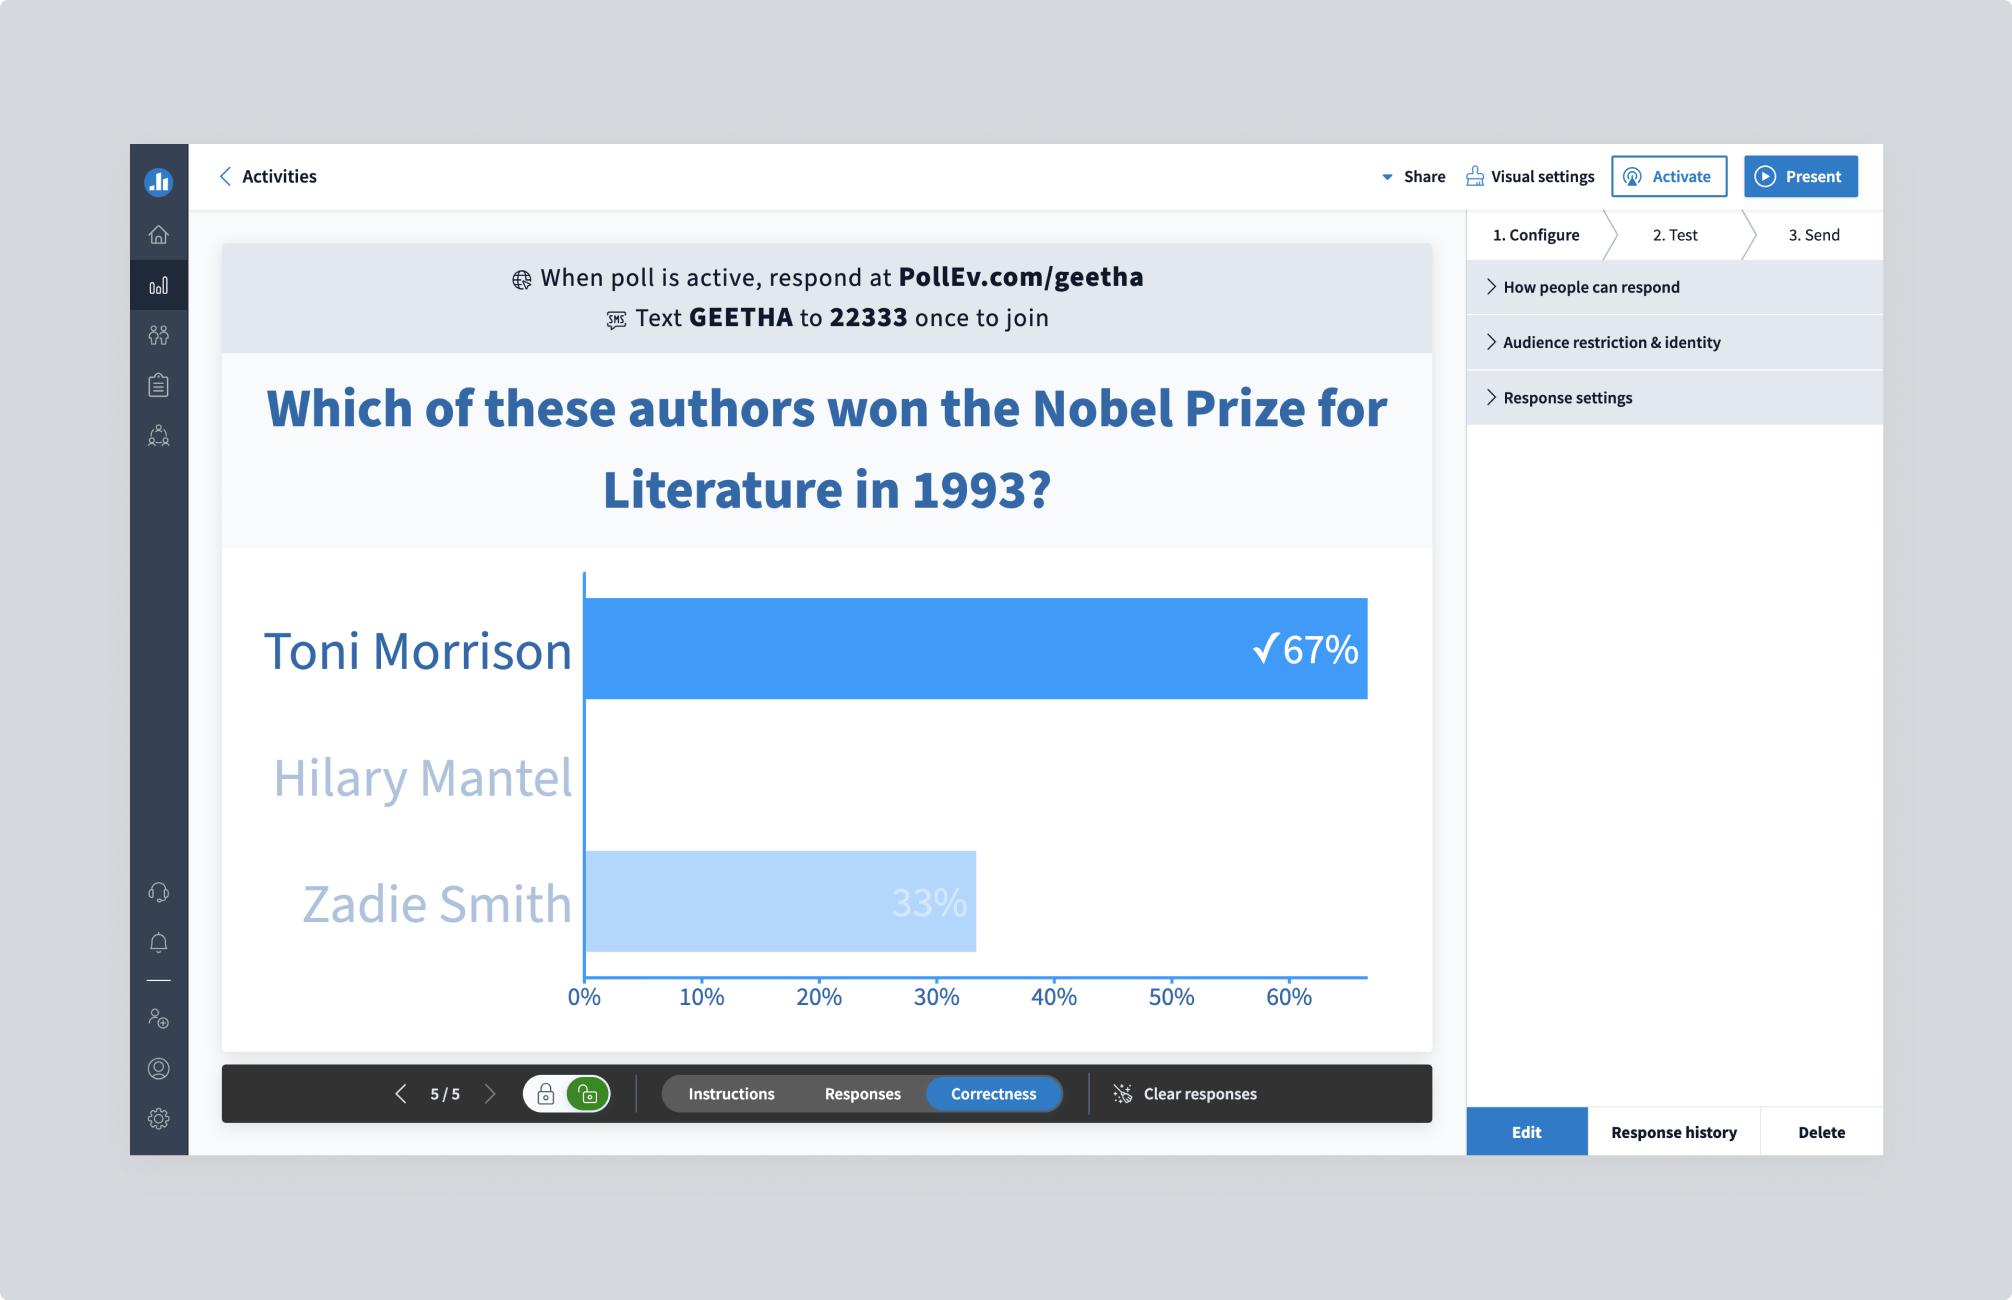 Activities
Share
Visual settings
Activate
Present
When poll is active, respond at PollEv.com/geetha
SMS Text GEETHA to 22333 once to join
Which of these authors won the Nobel Prize for
Literature in 1993?
Toni Morrison
✓67%
Hilary Mantel
Zadie Smith
33%
0% 10% 20% 30% 40% 50% 60%
5 / 5
Instructions
Responses
Correctness
Clear responses
1. Configure
2. Test
3. Send
How people can respond
Audience restriction & identity
Response settings
Edit
Response history
Delete